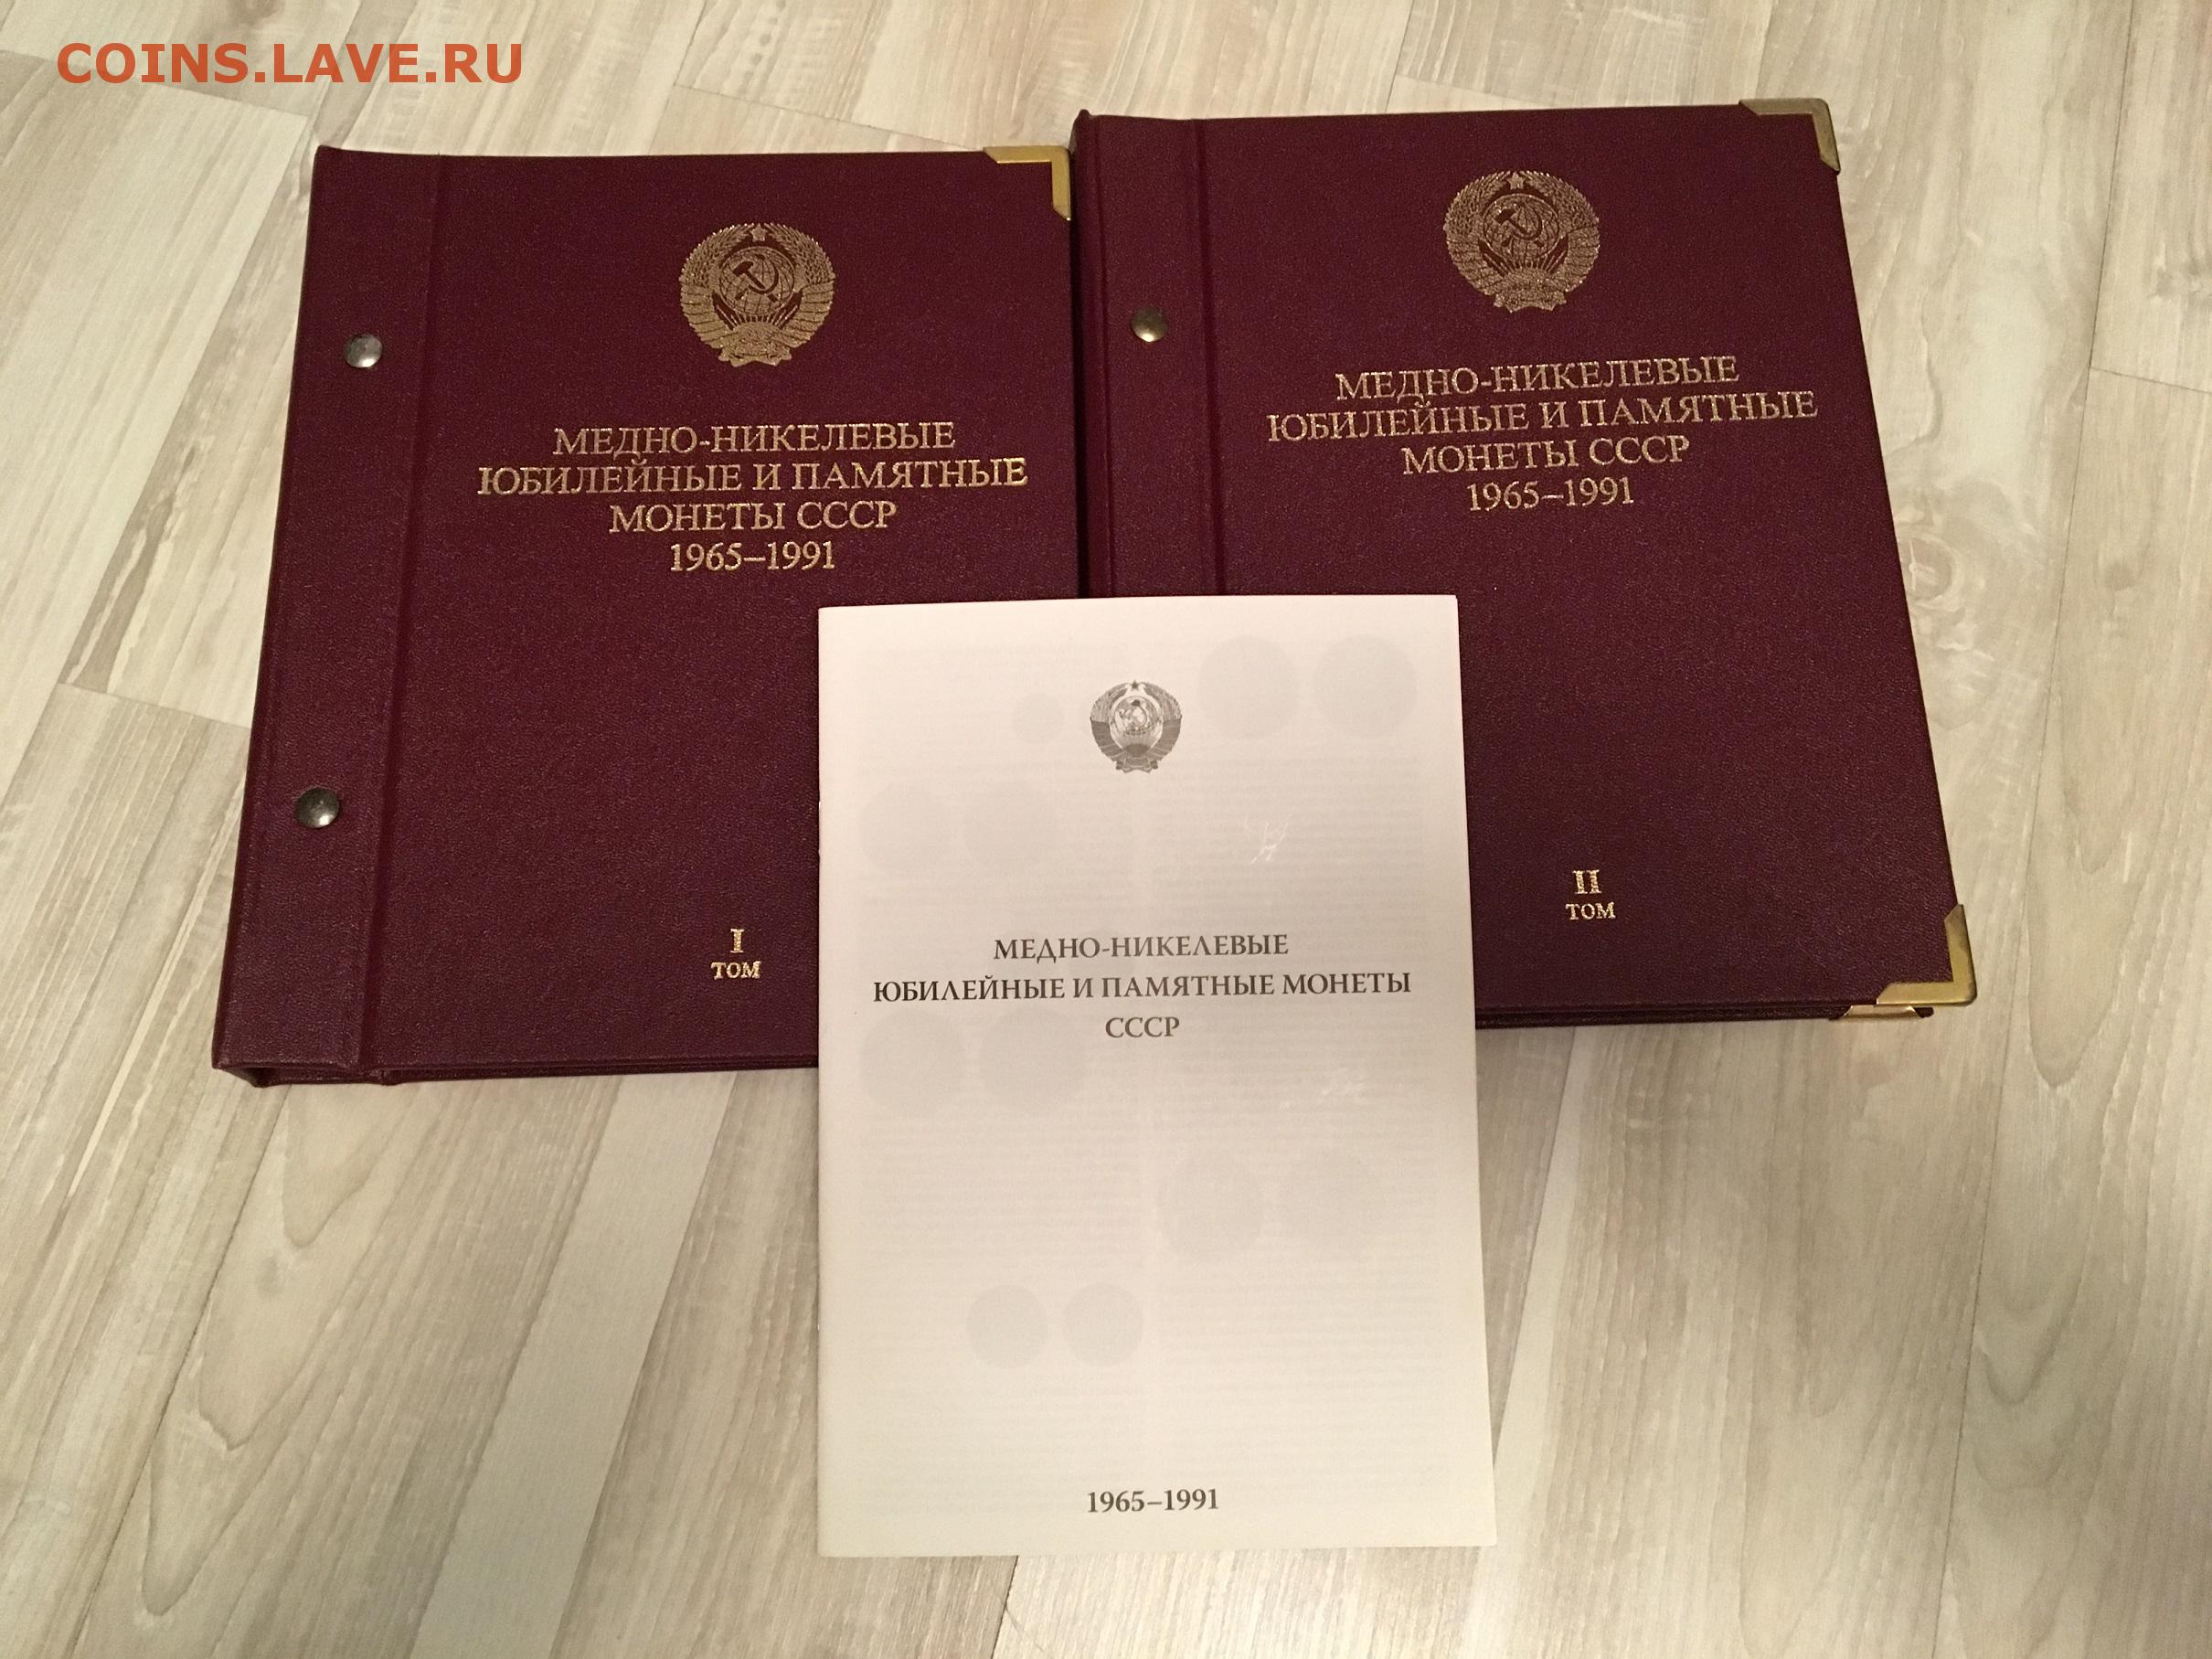 COINS.LAVE.RU
МЕДНО-НИКЕЛЕВЫЕ
ЮБИЛЕЙНЫЕ И ПАМЯТНЫЕ
МОНЕТЫ СССР
1965–1991
I
ТОМ
МЕДНО-НИКЕЛЕВЫЕ
ЮБИЛЕЙНЫЕ И ПАМЯТНЫЕ
МОНЕТЫ СССР
1965–1991
II
ТОМ
МЕДНО-НИКЕЛЕВЫЕ
ЮБИЛЕЙНЫЕ И ПАМЯТНЫЕ МОНЕТЫ
СССР
1965–1991